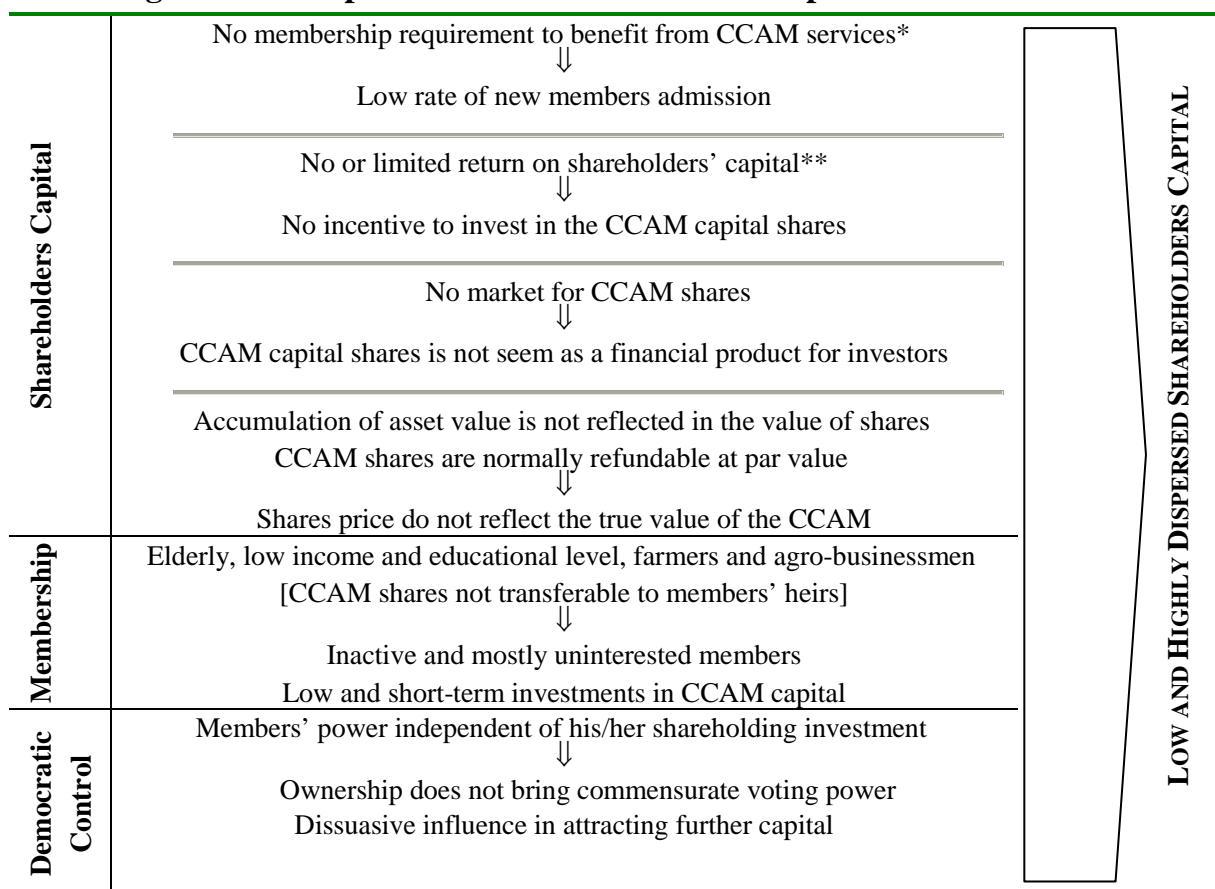 Shareholders Capital
No membership requirement to benefit from CCAM services*
⇓
Low rate of new members admission
No or limited return on shareholders' capital**
⇓
No incentive to invest in the CCAM capital shares
No market for CCAM shares
⇓
CCAM capital shares is not seem as a financial product for investors
Accumulation of asset value is not reflected in the value of shares
CCAM shares are normally refundable at par value
⇓
Shares price do not reflect the true value of the CCAM
Membership
Elderly, low income and educational level, farmers and agro-businessmen
[CCAM shares not transferable to members' heirs]
⇓
Inactive and mostly uninterested members
Low and short-term investments in CCAM capital
Democratic
Control
Members' power independent of his/her shareholding investment
⇓
Ownership does not bring commensurate voting power
Dissuasive influence in attracting further capital
LOW AND HIGHLY DISPERSED SHAREHOLDERS CAPITAL